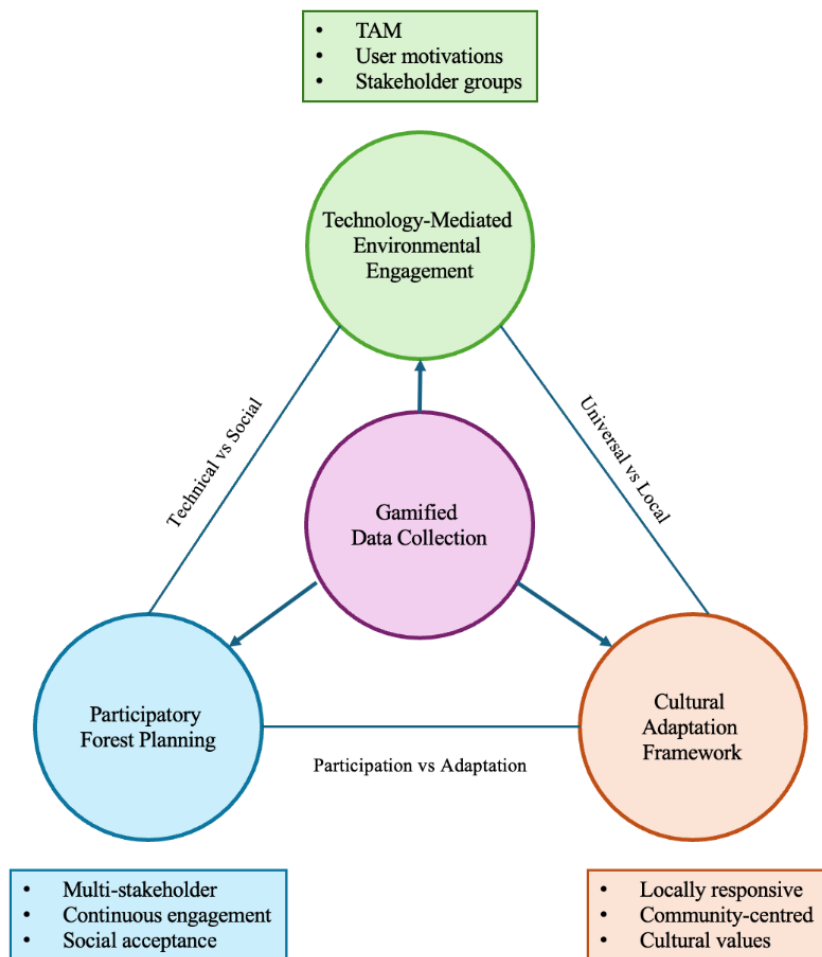 • TAM
• User motivations
• Stakeholder groups
Technology-Mediated
Environmental
Engagement
Technical vs Social
Universal vs Local
Gamified
Data Collection
Participatory
Forest Planning
Cultural
Adaptation
Framework
Participation vs Adaptation
• Multi-stakeholder
• Continuous engagement
• Social acceptance
• Locally responsive
• Community-centred
• Cultural values